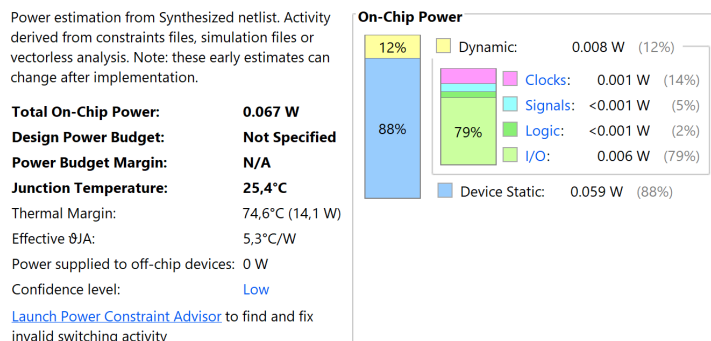 Power estimation from Synthesized netlist. Activity
derived from constraints files, simulation files or
vectorless analysis. Note: these early estimates can
change after implementation.
Total On-Chip Power: 0.067 W
Design Power Budget: Not Specified
Power Budget Margin: N/A
Junction Temperature: 25,4°C
Thermal Margin: 74,6°C (14,1 W)
Effective ϑJA: 5,3°C/W
Power supplied to off-chip devices: 0 W
Confidence level: Low
Launch Power Constraint Advisor to find and fix
invalid switching activity
On-Chip Power
12%
88%
Dynamic: 0.008 W (12%)
79%
Clocks: 0.001 W (14%)
Signals: <0.001 W (5%)
Logic: <0.001 W (2%)
I/O: 0.006 W (79%)
Device Static: 0.059 W (88%)